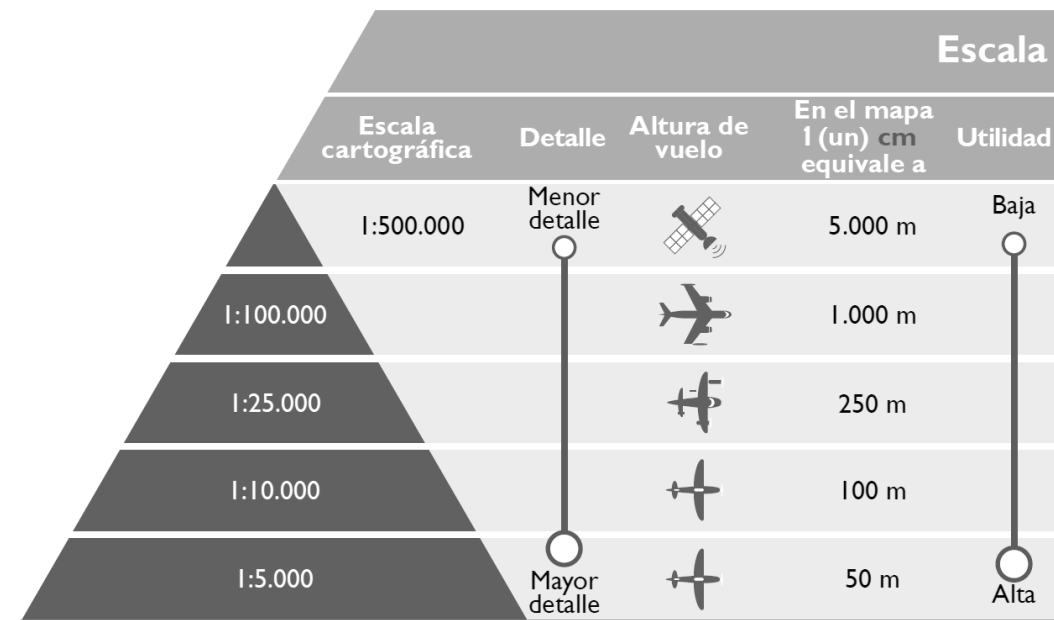 Escala
Escala
cartográfica
Detalle
Altura de
vuelo
En el mapa
1 (un) cm
equivale a
Utilidad
1:500.000
Menor
detalle
5.000 m
Baja
1:100.000
1.000 m
1:25.000
250 m
1:10.000
100 m
1:5.000
Mayor
detalle
50 m
Alta